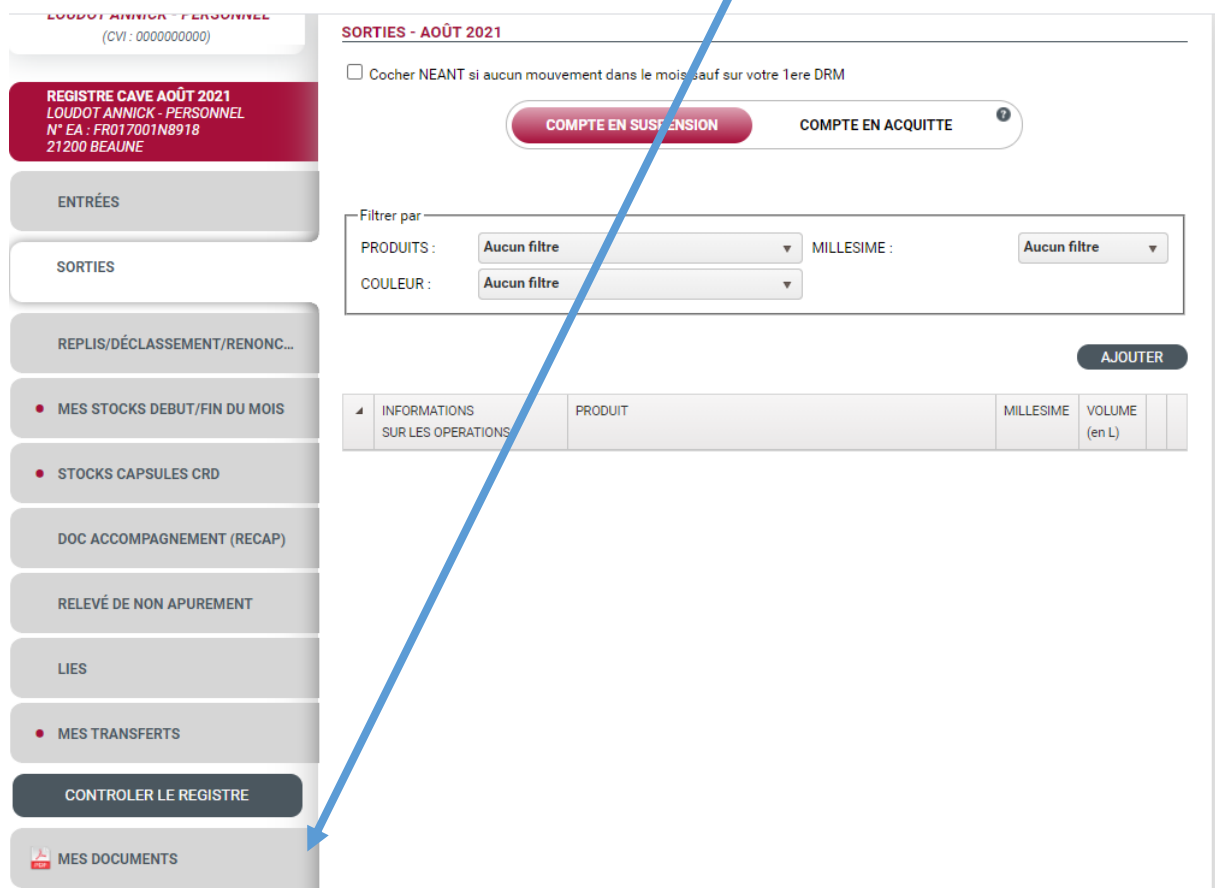 LOUDOT ANNICK - PERSONNEL
(CVI : 0000000000)
REGISTRE CAVE AOÛT 2021
LOUDOT ANNICK - PERSONNEL
N° EA : FR017001N8918
21200 BEAUNE
ENTRÉES
SORTIES
REPLIS/DÉCLASSEMENT/RENONC...
MES STOCKS DEBUT/FIN DU MOIS
STOCKS CAPSULES CRD
DOC ACCOMPAGNEMENT (RECAP)
RELEVÉ DE NON APUREMENT
LIES
MES TRANSFERTS
CONTROLER LE REGISTRE
PDF
MES DOCUMENTS
SORTIES - AOÛT 2021
Cocher NEANT si aucun mouvement dans le mois sauf sur votre 1ere DRM
COMPTE EN SUSPENSION
COMPTE EN ACQUITTE
?
Filtrer par
PRODUITS : Aucun filtre MILLESIME : Aucun filtre
COULEUR : Aucun filtre
AJOUTER
INFORMATIONS PRODUIT MILLESIME VOLUME
SUR LES OPERATIONS (en L)